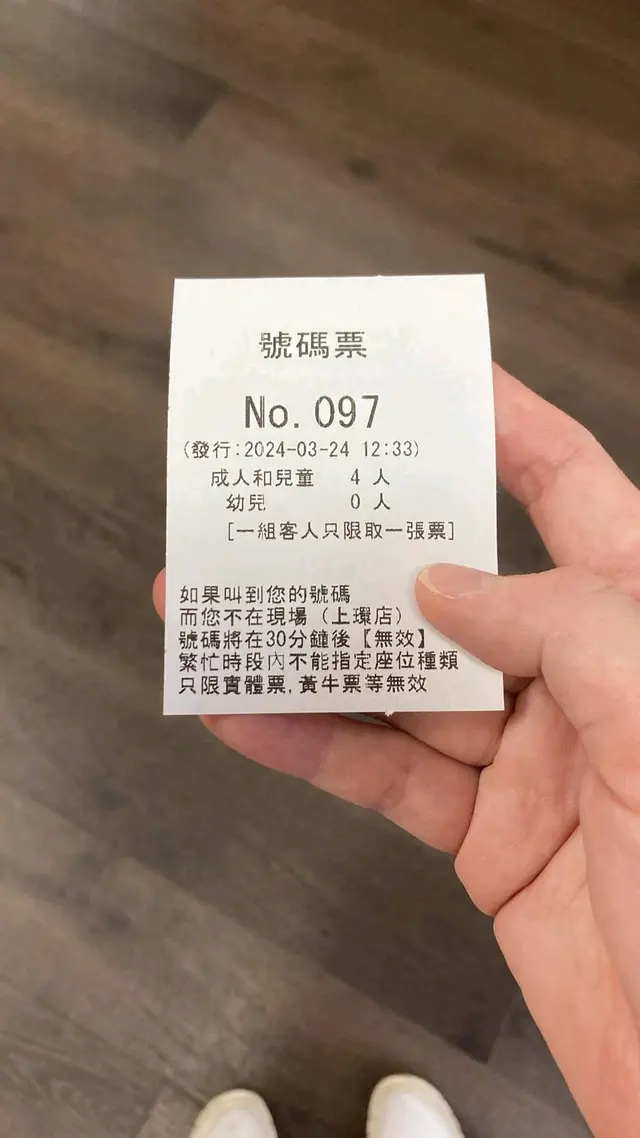 號碼票
No. 097
(發行:2024-03-24 12:33)
成人和兒童 4 人
幼兒 0 人
[一組客人只限取一張票]
如果叫到您的號碼
而您不在現場（上環店）
號碼將在30分鐘後【無效】
繁忙時段內不能指定座位種類
只限實體票,黃牛票等無效